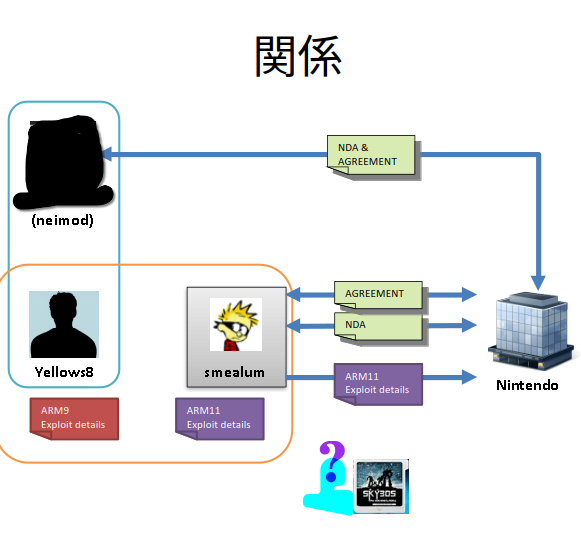 関係
NDA &
AGREEMENT
(neimod)
AGREEMENT
NDA
Yellows8
smealum
ARM11
Exploit details
Nintendo
ARM9
Exploit details
ARM11
Exploit details
?
SKY3DS